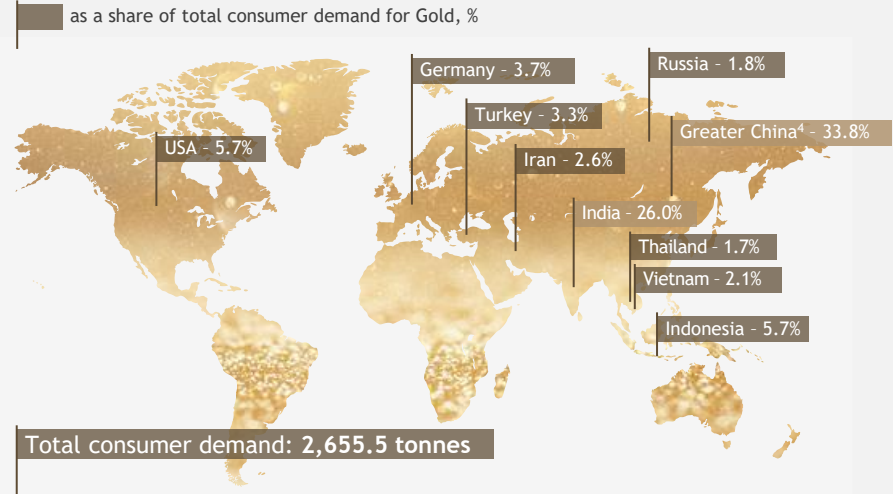 as a share of total consumer demand for Gold, %
Germany – 3.7%
Russia – 1.8%
Turkey – 3.3%
Greater China⁴ – 33.8%
USA – 5.7%
Iran – 2.6%
India – 26.0%
Thailand – 1.7%
Vietnam – 2.1%
Indonesia – 5.7%
Total consumer demand: 2,655.5 tonnes